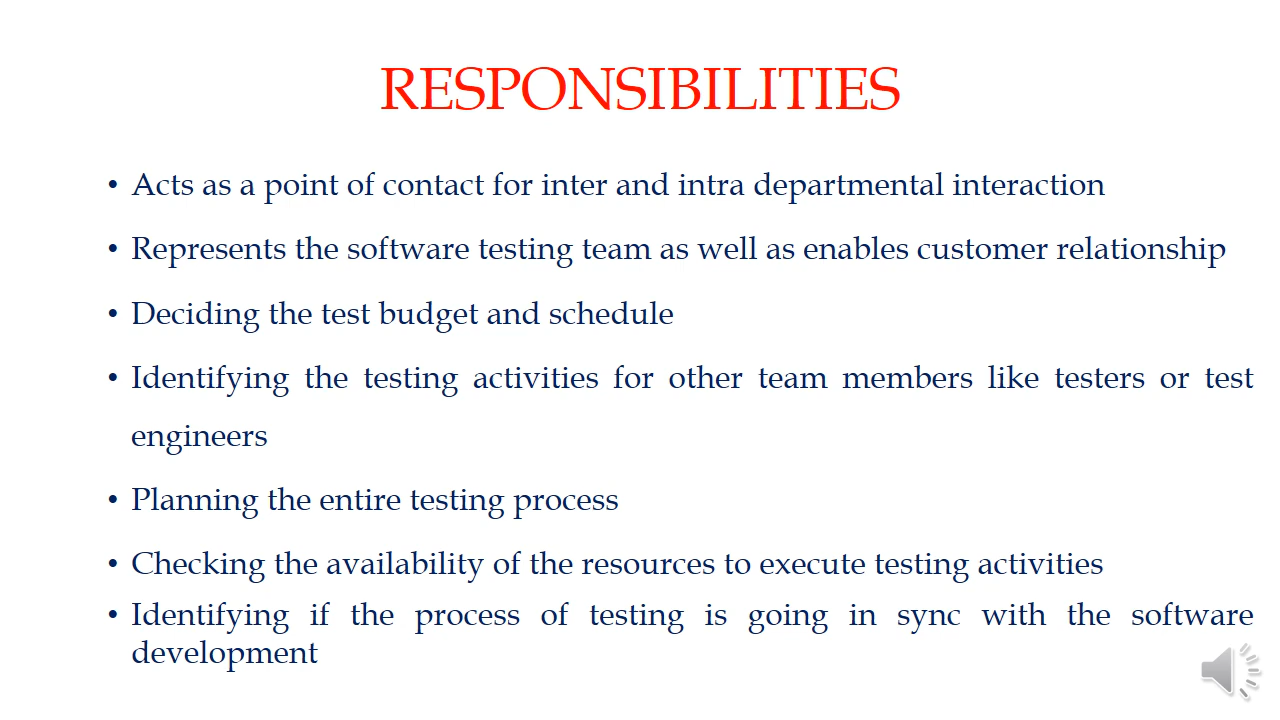 RESPONSIBILITIES
• Acts as a point of contact for inter and intra departmental interaction
• Represents the software testing team as well as enables customer relationship
• Deciding the test budget and schedule
• Identifying the testing activities for other team members like testers or test
engineers
• Planning the entire testing process
• Checking the availability of the resources to execute testing activities
• Identifying if the process of testing is going in sync with the software
development